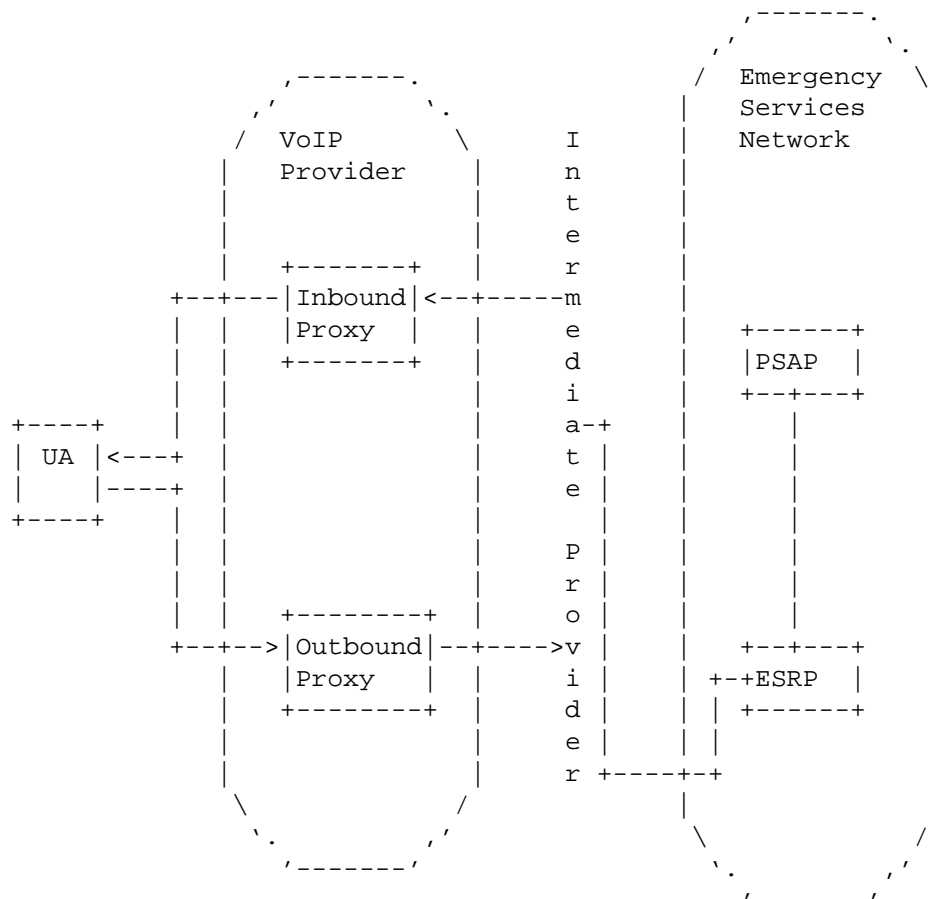 Emergency
Services
Network
VoIP
Provider
Intermediate Provider
Inbound
Proxy
PSAP
UA
Outbound
Proxy
ESRP